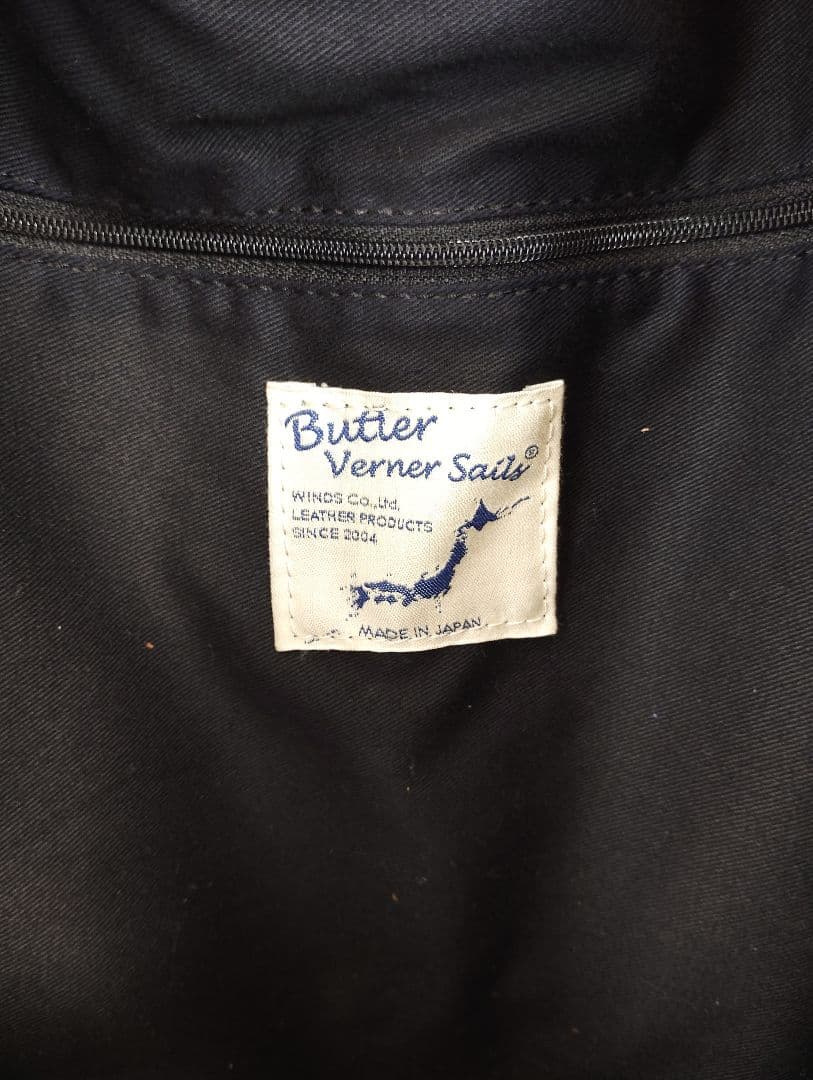 Butler
Verner Sails®
WINDS Co.,Ltd.
LEATHER PRODUCTS
SINCE 2004
MADE IN JAPAN